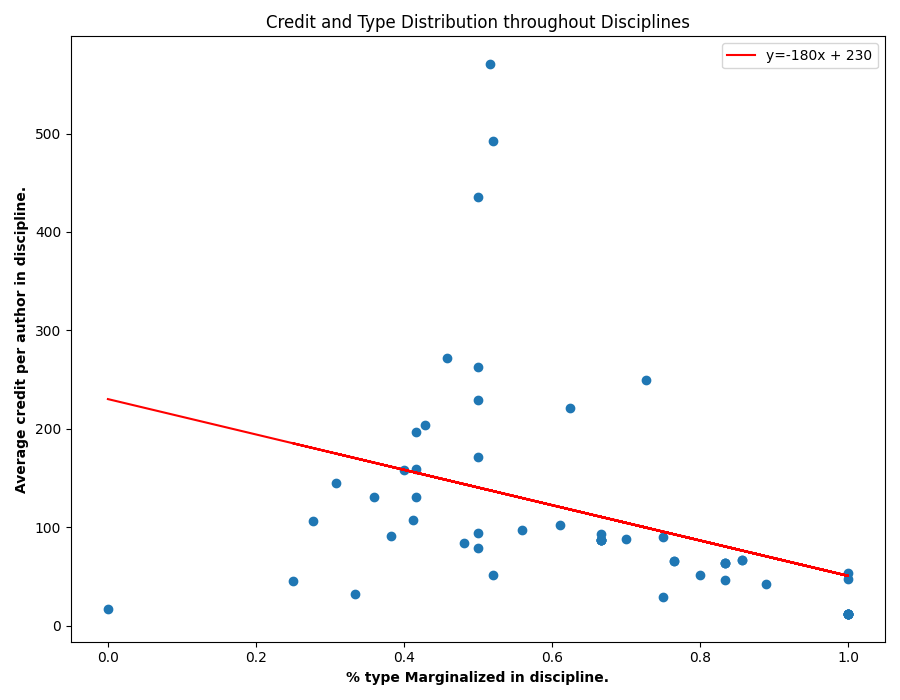 Credit and Type Distribution throughout Disciplines
y=-180x + 230
Average credit per author in discipline.
500
400
300
200
100
0
0.0 0.2 0.4 0.6 0.8 1.0
% type Marginalized in discipline.